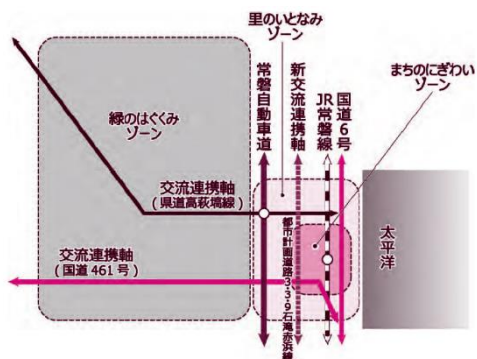 里のいとなみ
ゾーン
まちのにぎわい
ゾーン
緑のはぐくみ
ゾーン
常磐自動車道
新交流連携軸
JR常磐線
国道6号
交流連携軸
(県道高萩塙線)
都市計画道路3・3・9石滝赤浜線
太平洋
交流連携軸
(国道461号)